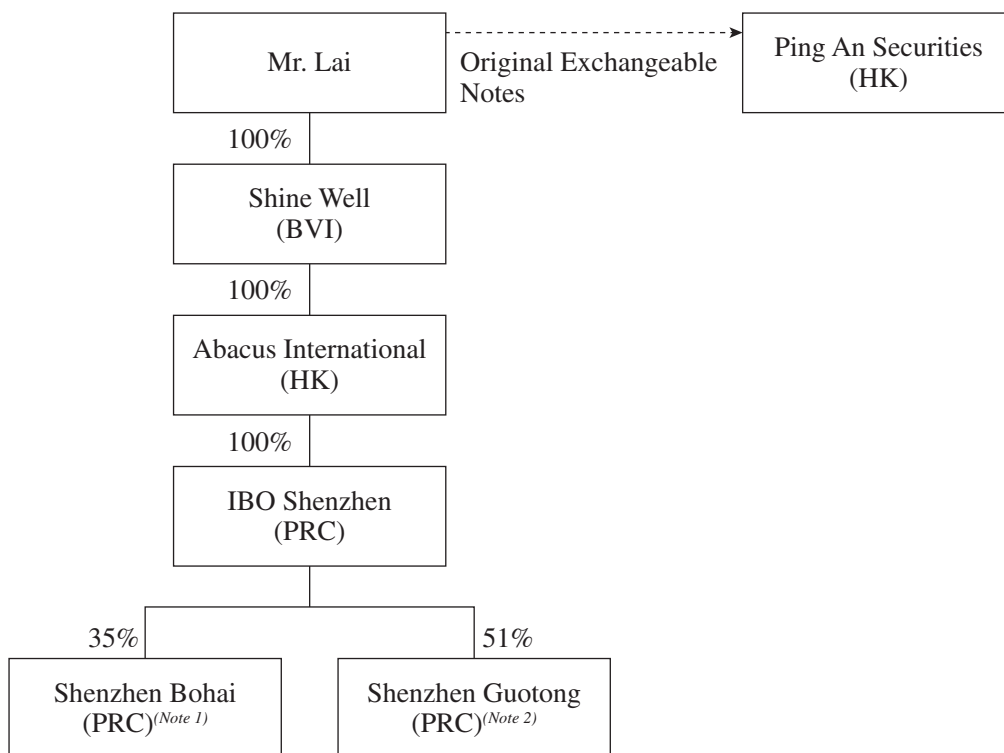 Mr. Lai
Original Exchangeable
Notes
Ping An Securities
(HK)
100%
Shine Well
(BVI)
100%
Abacus International
(HK)
100%
IBO Shenzhen
(PRC)
35%
51%
Shenzhen Bohai
(PRC)(Note 1)
Shenzhen Guotong
(PRC)(Note 2)